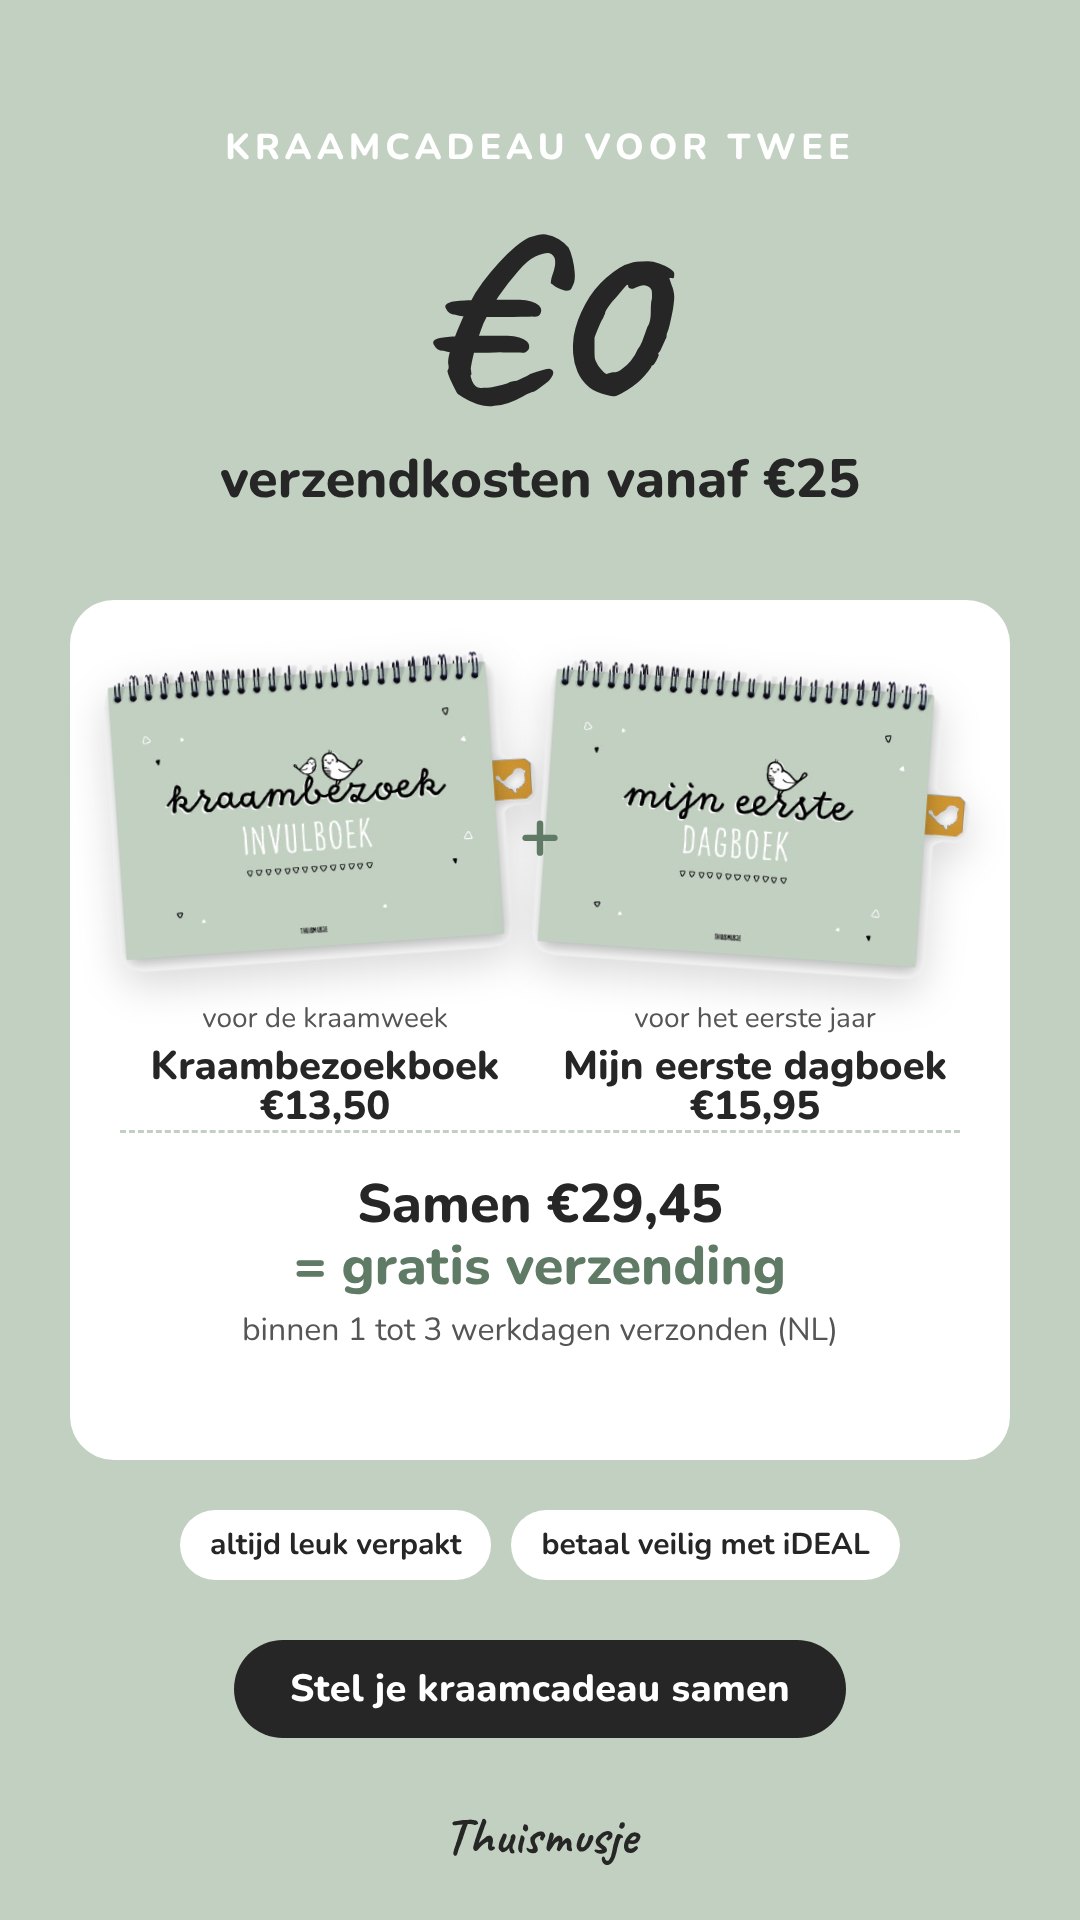 KRAAMCADEAU VOOR TWEE
€0
verzendkosten vanaf €25
kraambezoek
INVULBOEK
THUISMUSJE
+
mijn eerste
DAGBOEK
THUISMUSJE
voor de kraamweek
Kraambezoekboek
€13,50
voor het eerste jaar
Mijn eerste dagboek
€15,95
Samen €29,45
= gratis verzending
binnen 1 tot 3 werkdagen verzonden (NL)
altijd leuk verpakt
betaal veilig met iDEAL
Stel je kraamcadeau samen
Thuismusje